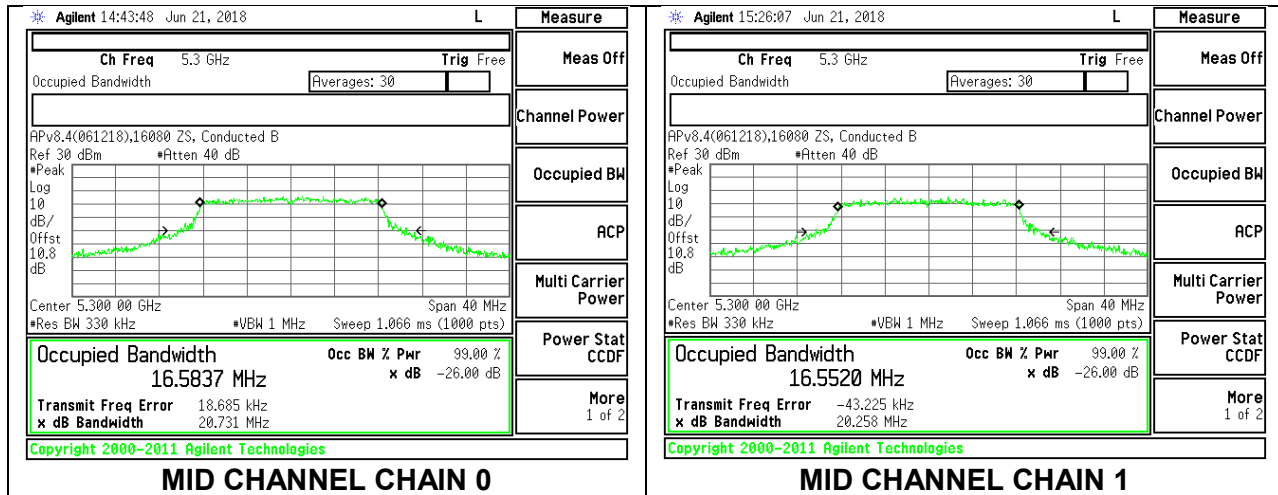 Agilent 14:43:48 Jun 21, 2018 L Measure
Ch Freq 5.3 GHz Trig Free
Occupied Bandwidth Averages: 30
APv8.4(061218),16080 ZS, Conducted B
Ref 30 dBm #Atten 40 dB
#Peak
Log
10
dB/
Offst
10.8
dB
Center 5.300 00 GHz Span 40 MHz
#Res BW 330 kHz #VBW 1 MHz Sweep 1.066 ms (1000 pts)
Occupied Bandwidth Occ BW % Pwr 99.00 %
16.5837 MHz x dB -26.00 dB
Transmit Freq Error 18.685 kHz
x dB Bandwidth 20.731 MHz
Copyright 2000-2011 Agilent Technologies
Meas Off
Channel Power
Occupied BW
ACP
Multi Carrier
Power
Power Stat
CCDF
More
1 of 2
MID CHANNEL CHAIN 0
Agilent 15:26:07 Jun 21, 2018 L Measure
Ch Freq 5.3 GHz Trig Free
Occupied Bandwidth Averages: 30
APv8.4(061218),16080 ZS, Conducted B
Ref 30 dBm #Atten 40 dB
#Peak
Log
10
dB/
Offst
10.8
dB
Center 5.300 00 GHz Span 40 MHz
#Res BW 330 kHz #VBW 1 MHz Sweep 1.066 ms (1000 pts)
Occupied Bandwidth Occ BW % Pwr 99.00 %
16.5520 MHz x dB -26.00 dB
Transmit Freq Error -43.225 kHz
x dB Bandwidth 20.258 MHz
Copyright 2000-2011 Agilent Technologies
Meas Off
Channel Power
Occupied BW
ACP
Multi Carrier
Power
Power Stat
CCDF
More
1 of 2
MID CHANNEL CHAIN 1